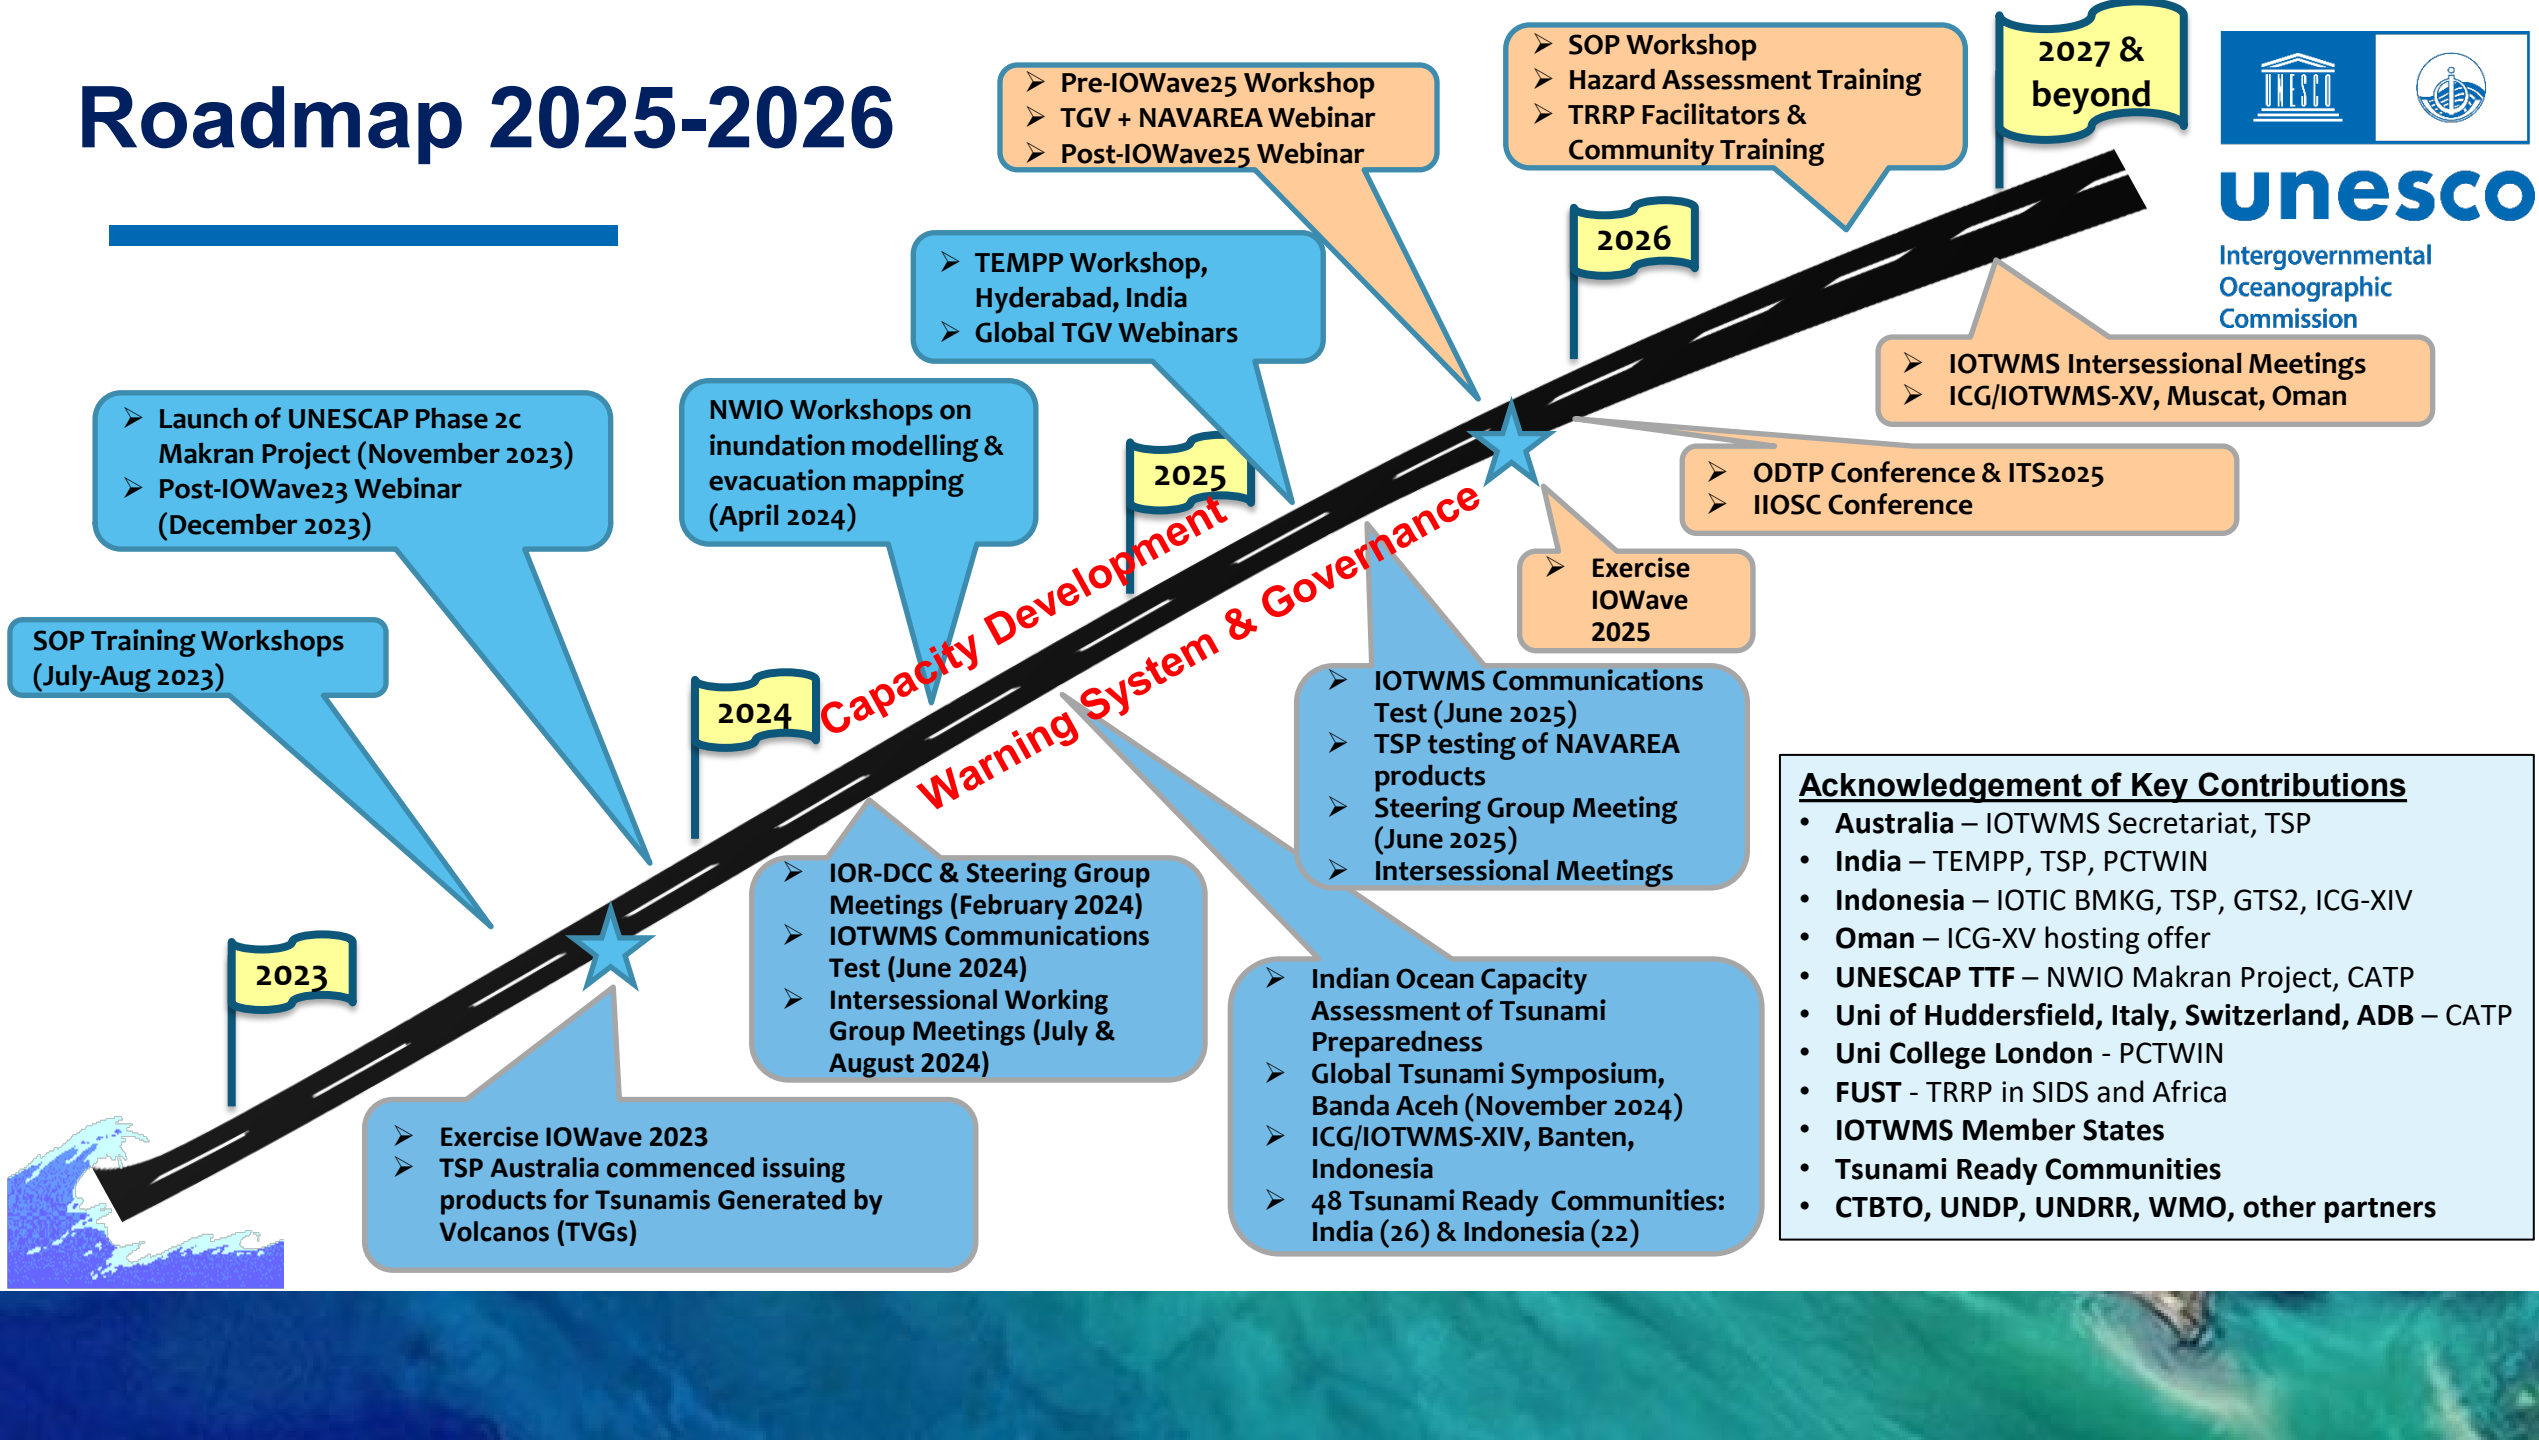 Roadmap 2025-2026
Pre-IOWave25 Workshop
TGV + NAVAREA Webinar
Post-IOWave25 Webinar
SOP Workshop
Hazard Assessment Training
TRRP Facilitators &
Community Training
2027 &
beyond
UNESCO
unesco
Intergovernmental
Oceanographic
Commission
2026
TEMPP Workshop,
Hyderabad, India
Global TGV Webinars
IOTWMS Intersessional Meetings
ICG/IOTWMS-XV, Muscat, Oman
Launch of UNESCAP Phase 2c
Makran Project (November 2023)
Post-IOWave23 Webinar
(December 2023)
NWIO Workshops on
inundation modelling &
evacuation mapping
(April 2024)
2025
ODTP Conference & ITS2025
IIOSC Conference
Capacity Development
Warning System & Governance
Exercise
IOWave
2025
SOP Training Workshops
(July-Aug 2023)
2024
IOTWMS Communications
Test (June 2025)
TSP testing of NAVAREA
products
Steering Group Meeting
(June 2025)
Intersessional Meetings
IOR-DCC & Steering Group
Meetings (February 2024)
IOTWMS Communications
Test (June 2024)
Intersessional Working
Group Meetings (July &
August 2024)
2023
Indian Ocean Capacity
Assessment of Tsunami
Preparedness
Global Tsunami Symposium,
Banda Aceh (November 2024)
ICG/IOTWMS-XIV, Banten,
Indonesia
48 Tsunami Ready Communities:
India (26) & Indonesia (22)
Exercise IOWave 2023
TSP Australia commenced issuing
products for Tsunamis Generated by
Volcanos (TVGs)
Acknowledgement of Key Contributions
• Australia – IOTWMS Secretariat, TSP
• India – TEMPP, TSP, PCTWIN
• Indonesia – IOTIC BMKG, TSP, GTS2, ICG-XIV
• Oman – ICG-XV hosting offer
• UNESCAP TTF – NWIO Makran Project, CATP
• Uni of Huddersfield, Italy, Switzerland, ADB – CATP
• Uni College London - PCTWIN
• FUST - TRRP in SIDS and Africa
• IOTWMS Member States
• Tsunami Ready Communities
• CTBTO, UNDP, UNDRR, WMO, other partners